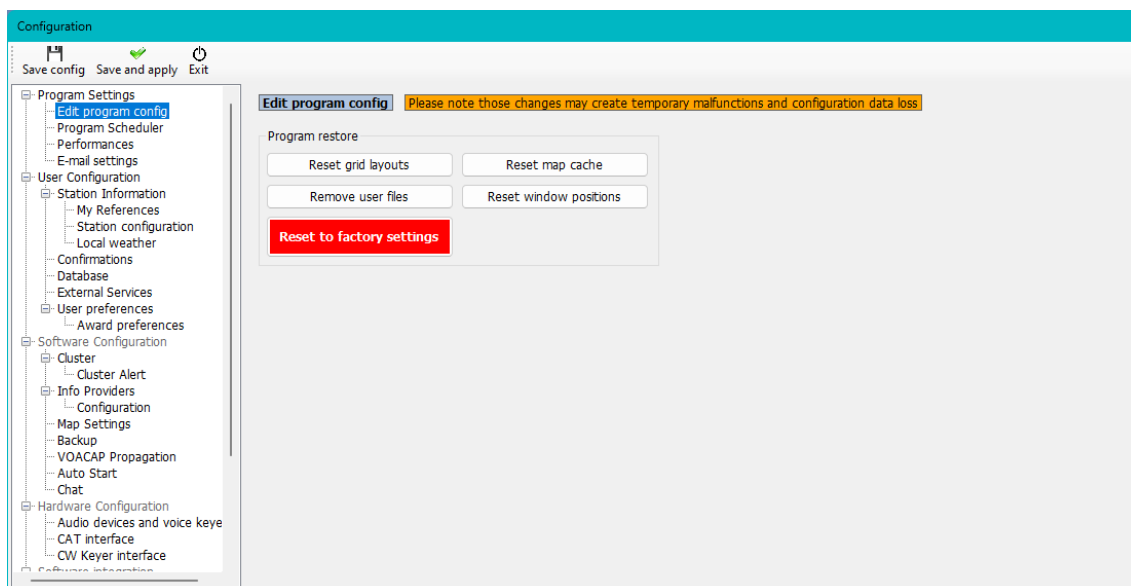 Configuration
Save config Save and apply Exit
Program Settings
Edit program config
Program Scheduler
Performances
E-mail settings
User Configuration
Station Information
My References
Station configuration
Local weather
Confirmations
Database
External Services
User preferences
Award preferences
Software Configuration
Cluster
Cluster Alert
Info Providers
Configuration
Map Settings
Backup
VOACAP Propagation
Auto Start
Chat
Hardware Configuration
Audio devices and voice keye
CAT interface
CW Keyer interface
Software integration
Edit program config Please note those changes may create temporary malfunctions and configuration data loss
Program restore
Reset grid layouts Reset map cache
Remove user files Reset window positions
Reset to factory settings